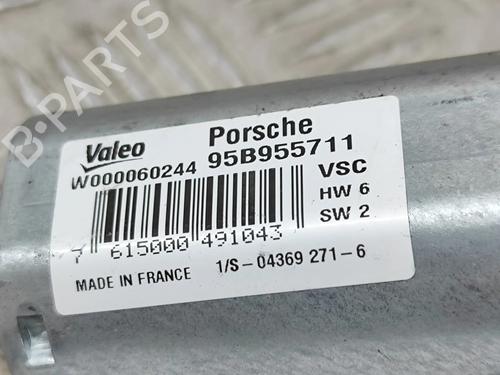 B-PARTS
Valeo
Porsche
W000060244 95B955711
VSC
HW 6
SW 2
7 615000 491043
MADE IN FRANCE
1/S-04369 271-6